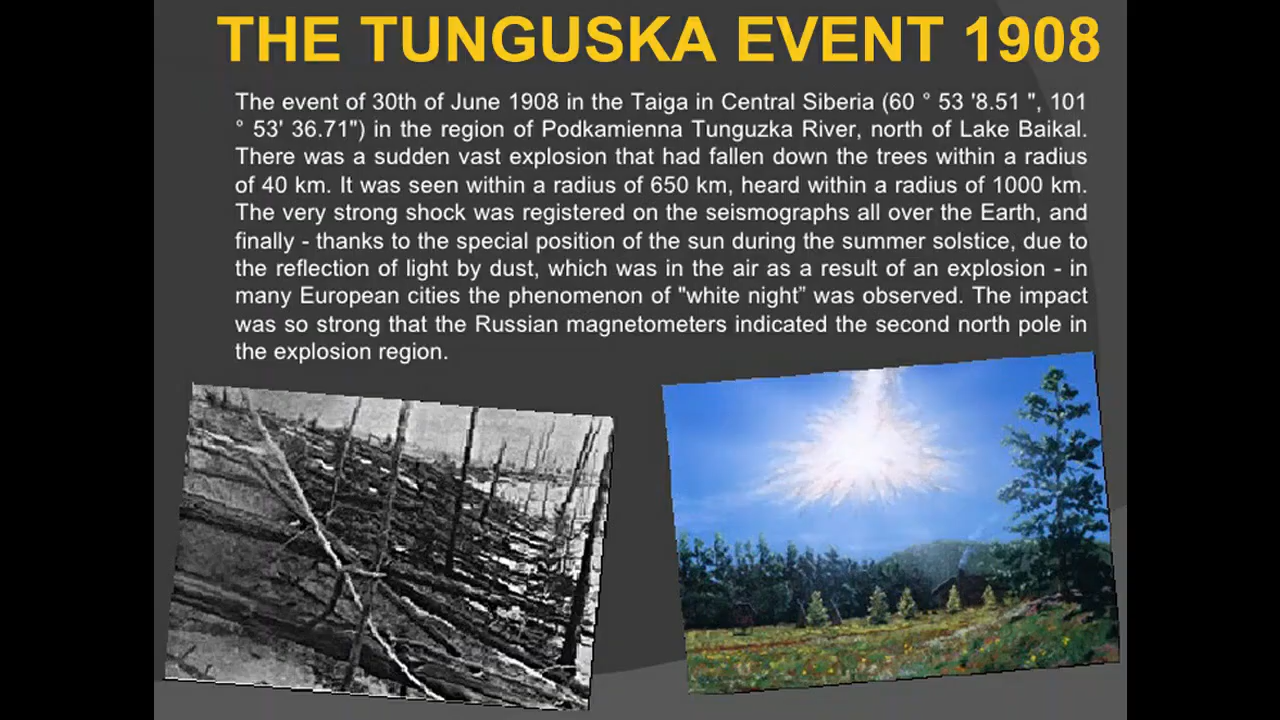 THE TUNGUSKA EVENT 1908
The event of 30th of June 1908 in the Taiga in Central Siberia (60 ° 53 '8.51 ", 101
° 53' 36.71") in the region of Podkamienna Tunguzka River, north of Lake Baikal.
There was a sudden vast explosion that had fallen down the trees within a radius
of 40 km. It was seen within a radius of 650 km, heard within a radius of 1000 km.
The very strong shock was registered on the seismographs all over the Earth, and
finally - thanks to the special position of the sun during the summer solstice, due to
the reflection of light by dust, which was in the air as a result of an explosion - in
many European cities the phenomenon of "white night” was observed. The impact
was so strong that the Russian magnetometers indicated the second north pole in
the explosion region.